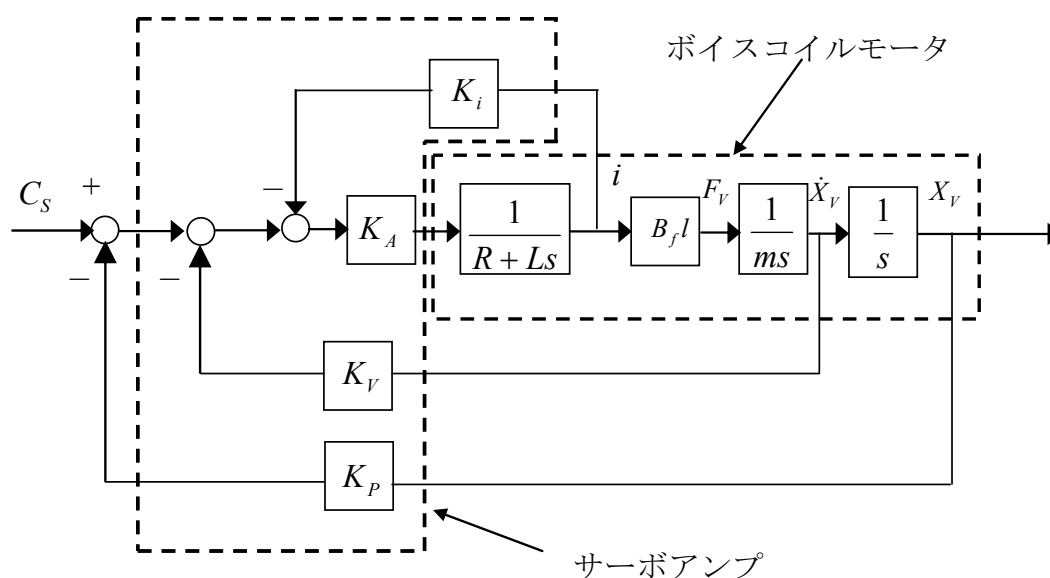 ボイスコイルモータ
K_i
C_S
+
−
−
−
K_A
1
R + Ls
i
B_f l
F_V
1
ms
Ẋ_V
1
s
X_V
K_V
K_P
サーボアンプ